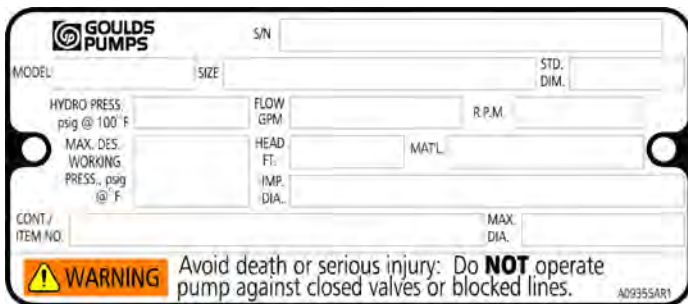 GOULDS
PUMPS
S/N
MODEL
SIZE
STD.
DIM.
HYDRO PRESS.
psig @ 100°F
FLOW
GPM
R.P.M.
MAX. DES.
WORKING
PRESS., psig
@°F
HEAD
FT.
MAT'L.
IMP.
DIA.
CONT./
ITEM NO.
MAX.
DIA.
WARNING
Avoid death or serious injury: Do NOT operate
pump against closed valves or blocked lines.
A09355AR1